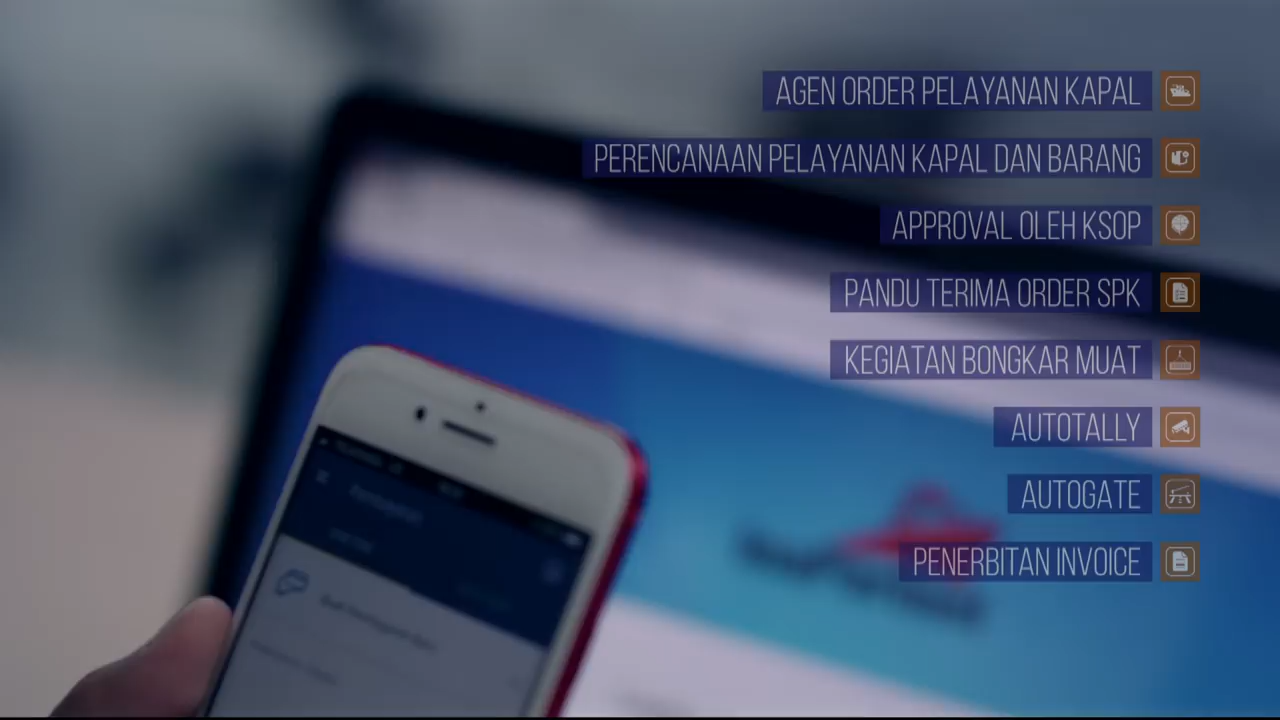 AGEN ORDER PELAYANAN KAPAL
PERENCANAAN PELAYANAN KAPAL DAN BARANG
APPROVAL OLEH KSOP
PANDU TERIMA ORDER SPK
KEGIATAN BONGKAR MUAT
AUTOTALLY
AUTOGATE
PENERBITAN INVOICE